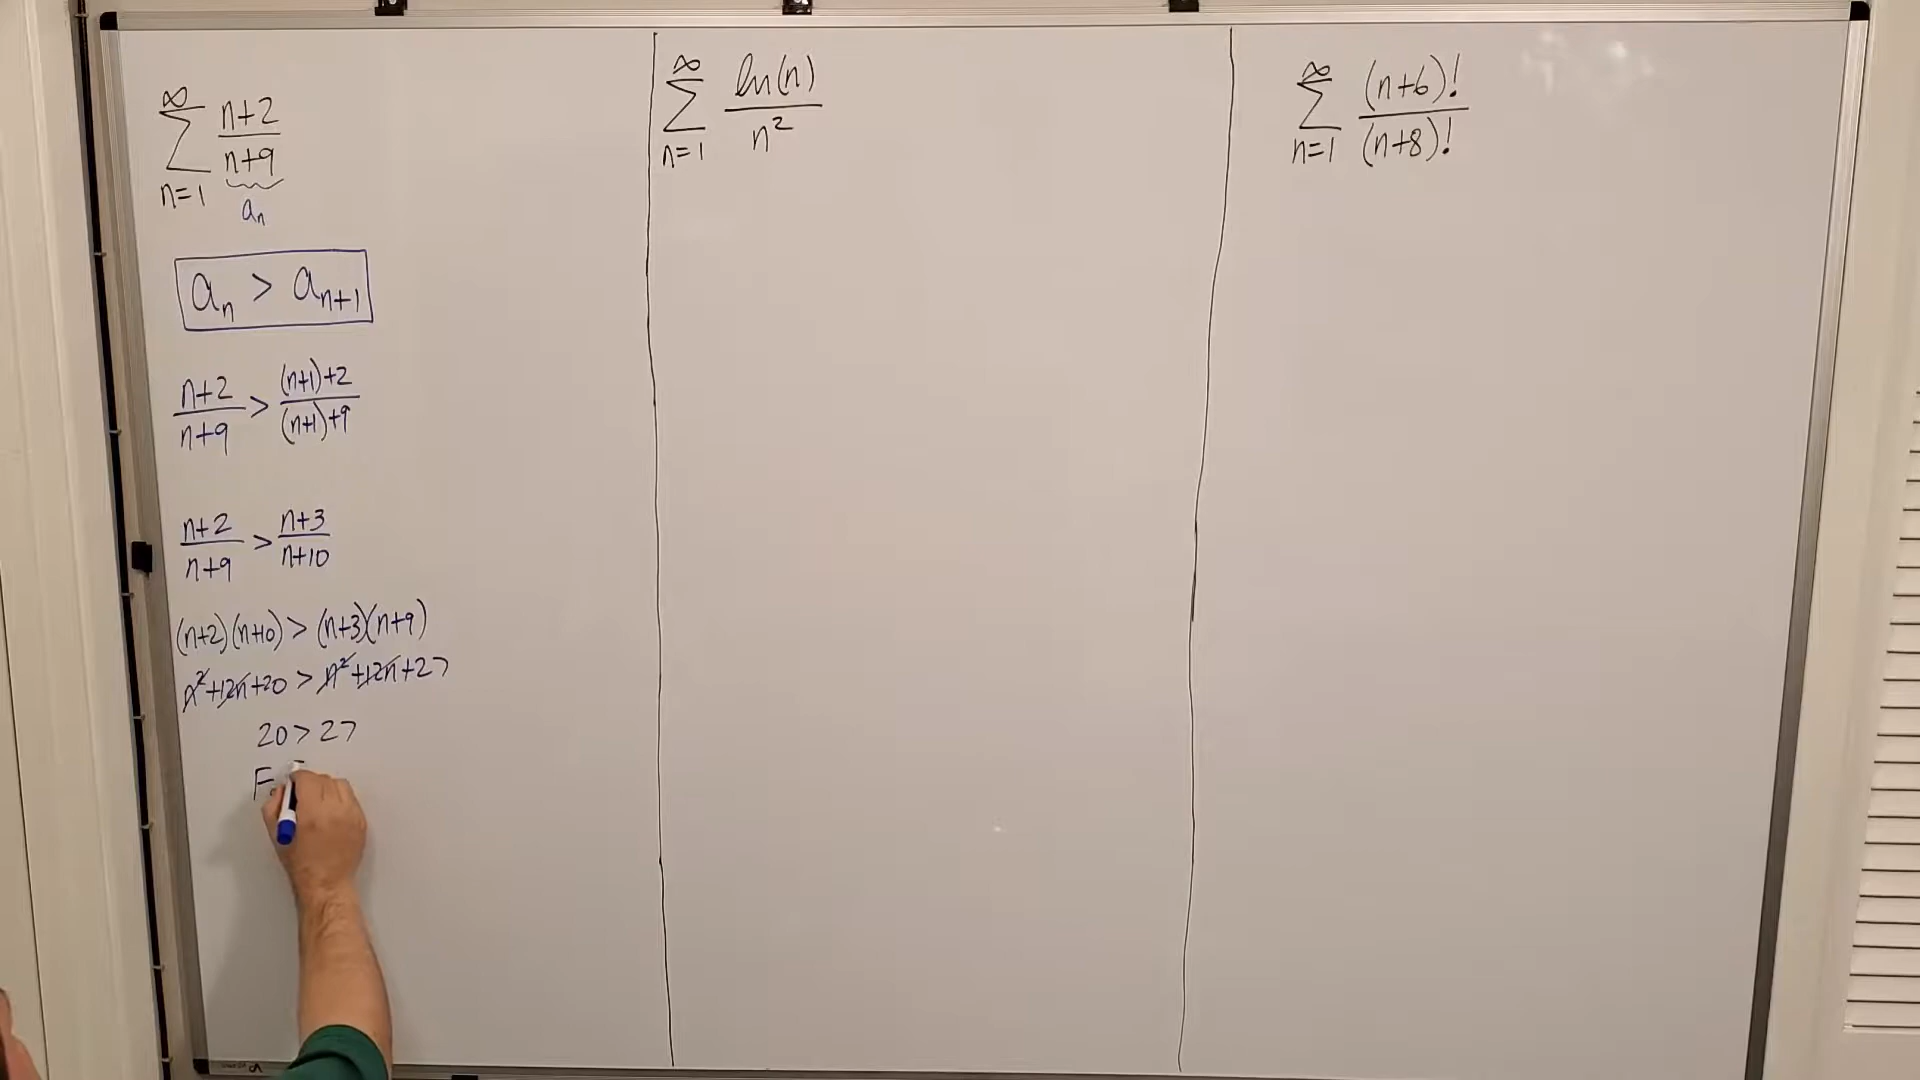 ∞
∑ n+2/n+9
n=1
aₙ
aₙ > aₙ₊₁
n+2/n+9 > (n+1)+2/(n+1)+9
n+2/n+9 > n+3/n+10
(n+2)(n+10) > (n+3)(n+9)
n²+12n+20 > n²+12n+27
20 > 27
F
∞
∑ ln(n)/n²
n=1
∞
∑ (n+6)!/(n+8)!
n=1